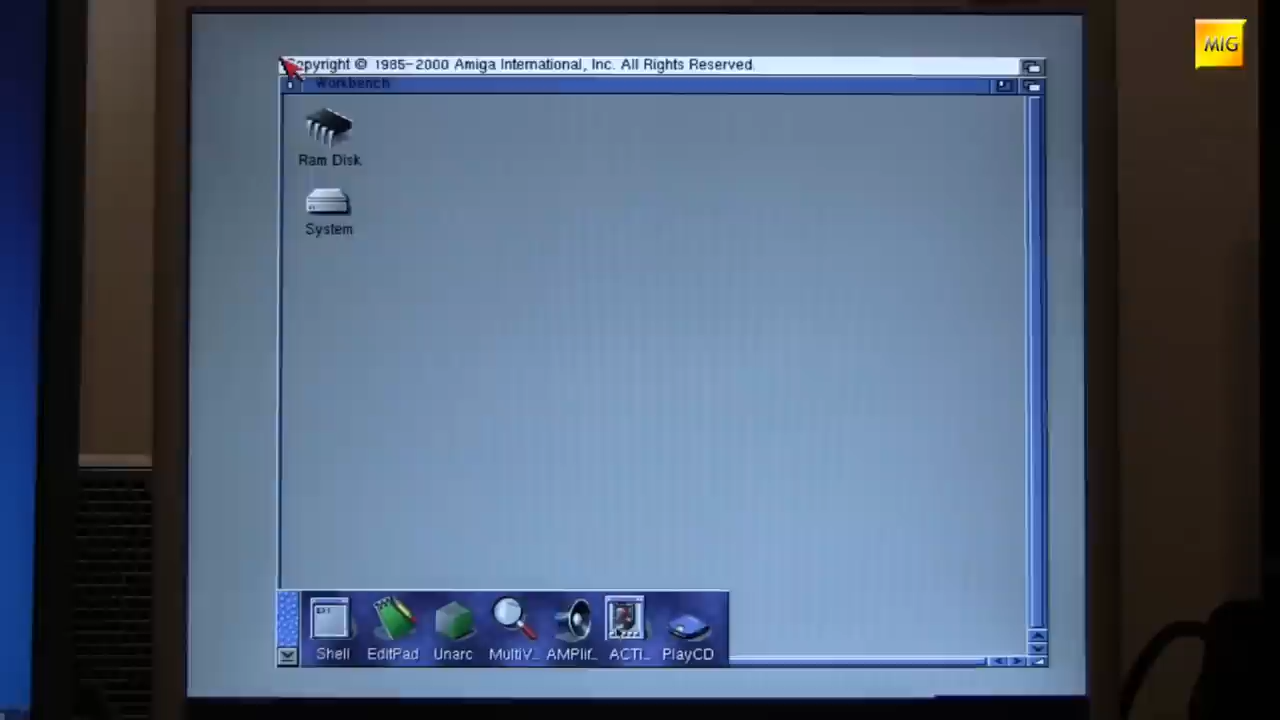 MIG
Copyright © 1985-2000 Amiga International, Inc. All Rights Reserved.
Workbench
Ram Disk
System
Shell
EditPad
Unarc
MultiV...
AMPlif...
ACTi...
PlayCD